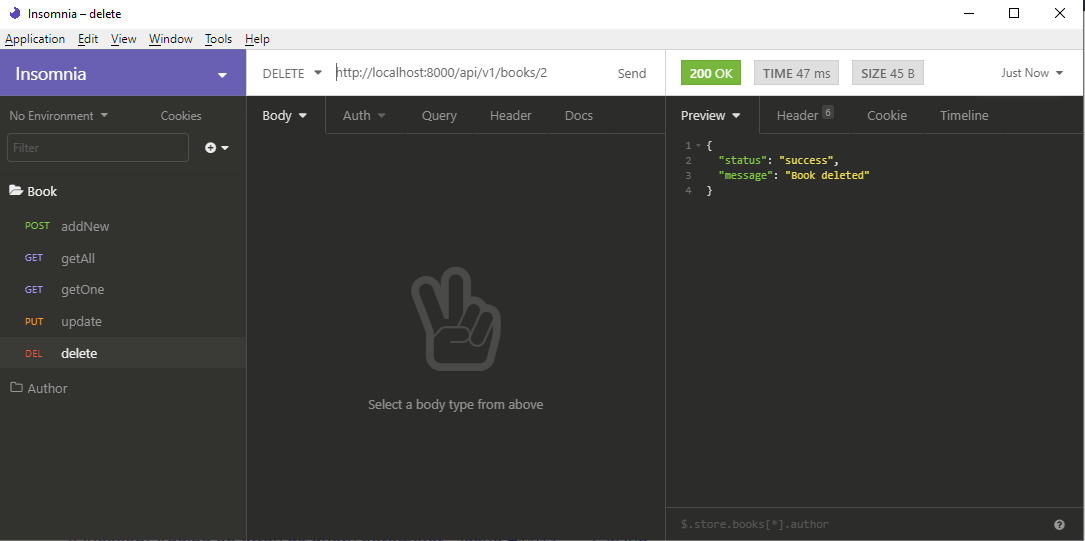 Insomnia – delete
Application Edit View Window Tools Help
Insomnia
DELETE http://localhost:8000/api/v1/books/2 Send
200 OK TIME 47 ms SIZE 45 B Just Now
No Environment Cookies
Body Auth Query Header Docs
Preview Header 6 Cookie Timeline
Filter
Book
POST addNew
GET getAll
GET getOne
PUT update
DEL delete
Author
Select a body type from above
1 {
2 "status": "success",
3 "message": "Book deleted"
4 }
$.store.books[*].author